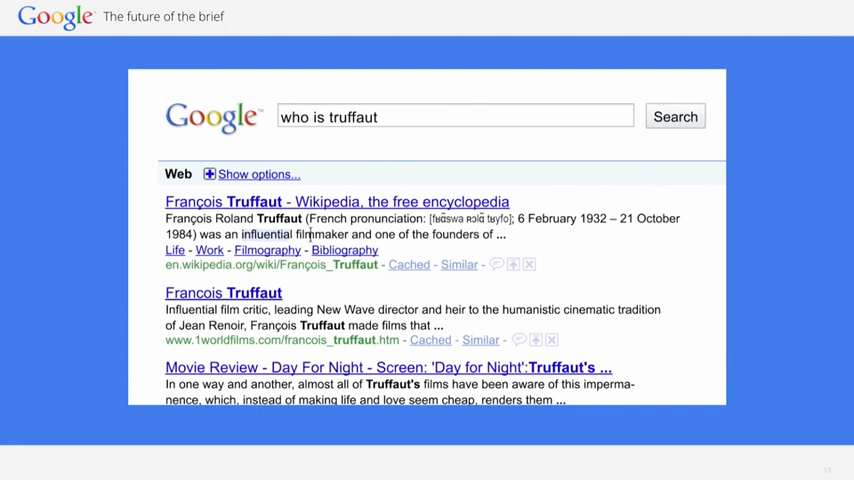 Google The future of the brief
Google™ who is truffaut Search
Web Show options...
François Truffaut - Wikipedia, the free encyclopedia
François Roland Truffaut (French pronunciation: [fʁɑ̃swa ʁɔlɑ̃ tʁyfo]; 6 February 1932 – 21 October
1984) was an influential filmmaker and one of the founders of ...
Life - Work - Filmography - Bibliography
en.wikipedia.org/wiki/François_Truffaut - Cached - Similar -
Francois Truffaut
Influential film critic, leading New Wave director and heir to the humanistic cinematic tradition
of Jean Renoir, François Truffaut made films that ...
www.1worldfilms.com/francois_truffaut.htm - Cached - Similar -
Movie Review - Day For Night - Screen: 'Day for Night':Truffaut's ...
In one way and another, almost all of Truffaut's films have been aware of this imperma-
nence, which, instead of making life and love seem cheap, renders them ...
13